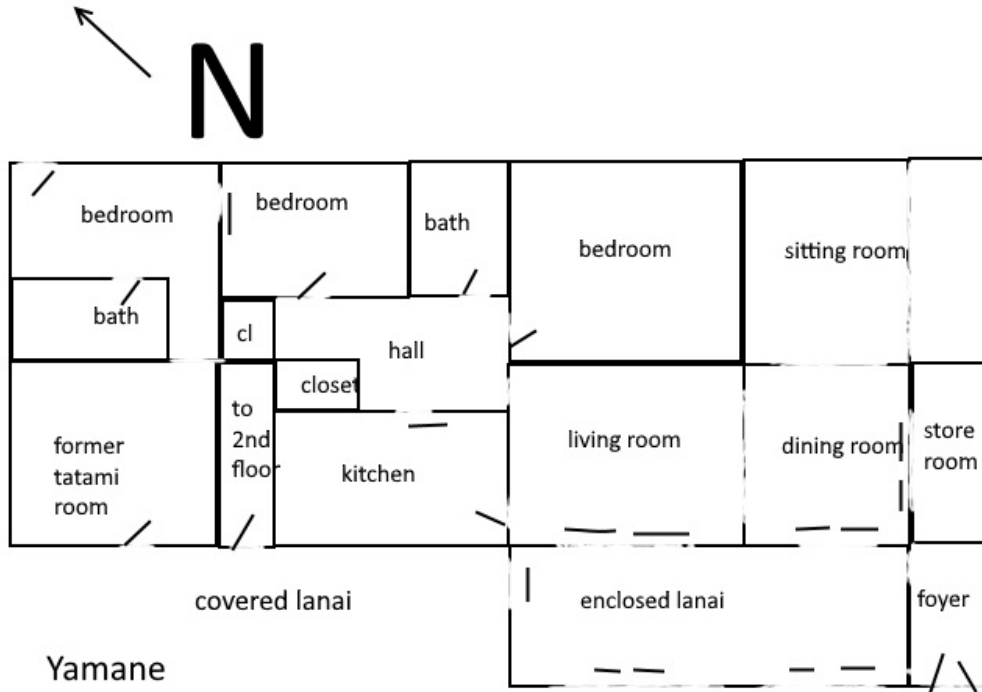 N
bedroom
bedroom
bath
bedroom
sitting room
bath
cl
hall
closet
to
2nd
floor
former
tatami
room
kitchen
living room
dining room
store
room
covered lanai
enclosed lanai
foyer
Yamane